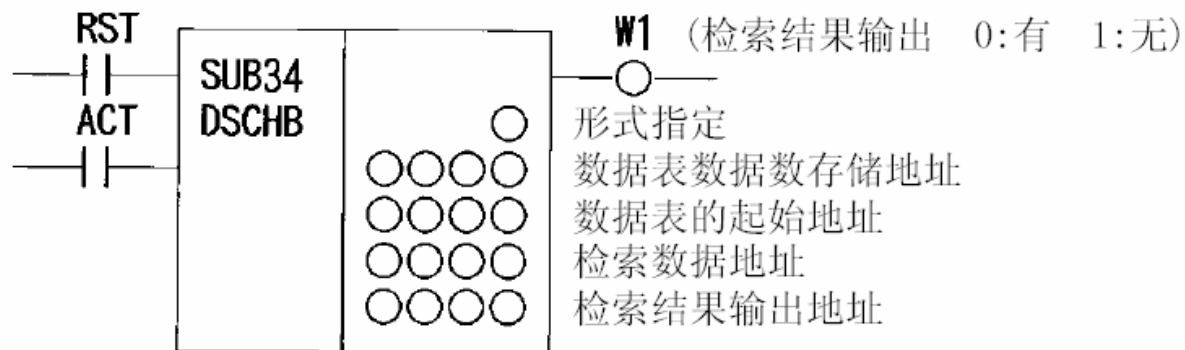 RST
W1 (检索结果输出 0:有 1:无)
SUB34
ACT
DSCHB
形式指定
数据表数据数存储地址
数据表的起始地址
检索数据地址
检索结果输出地址